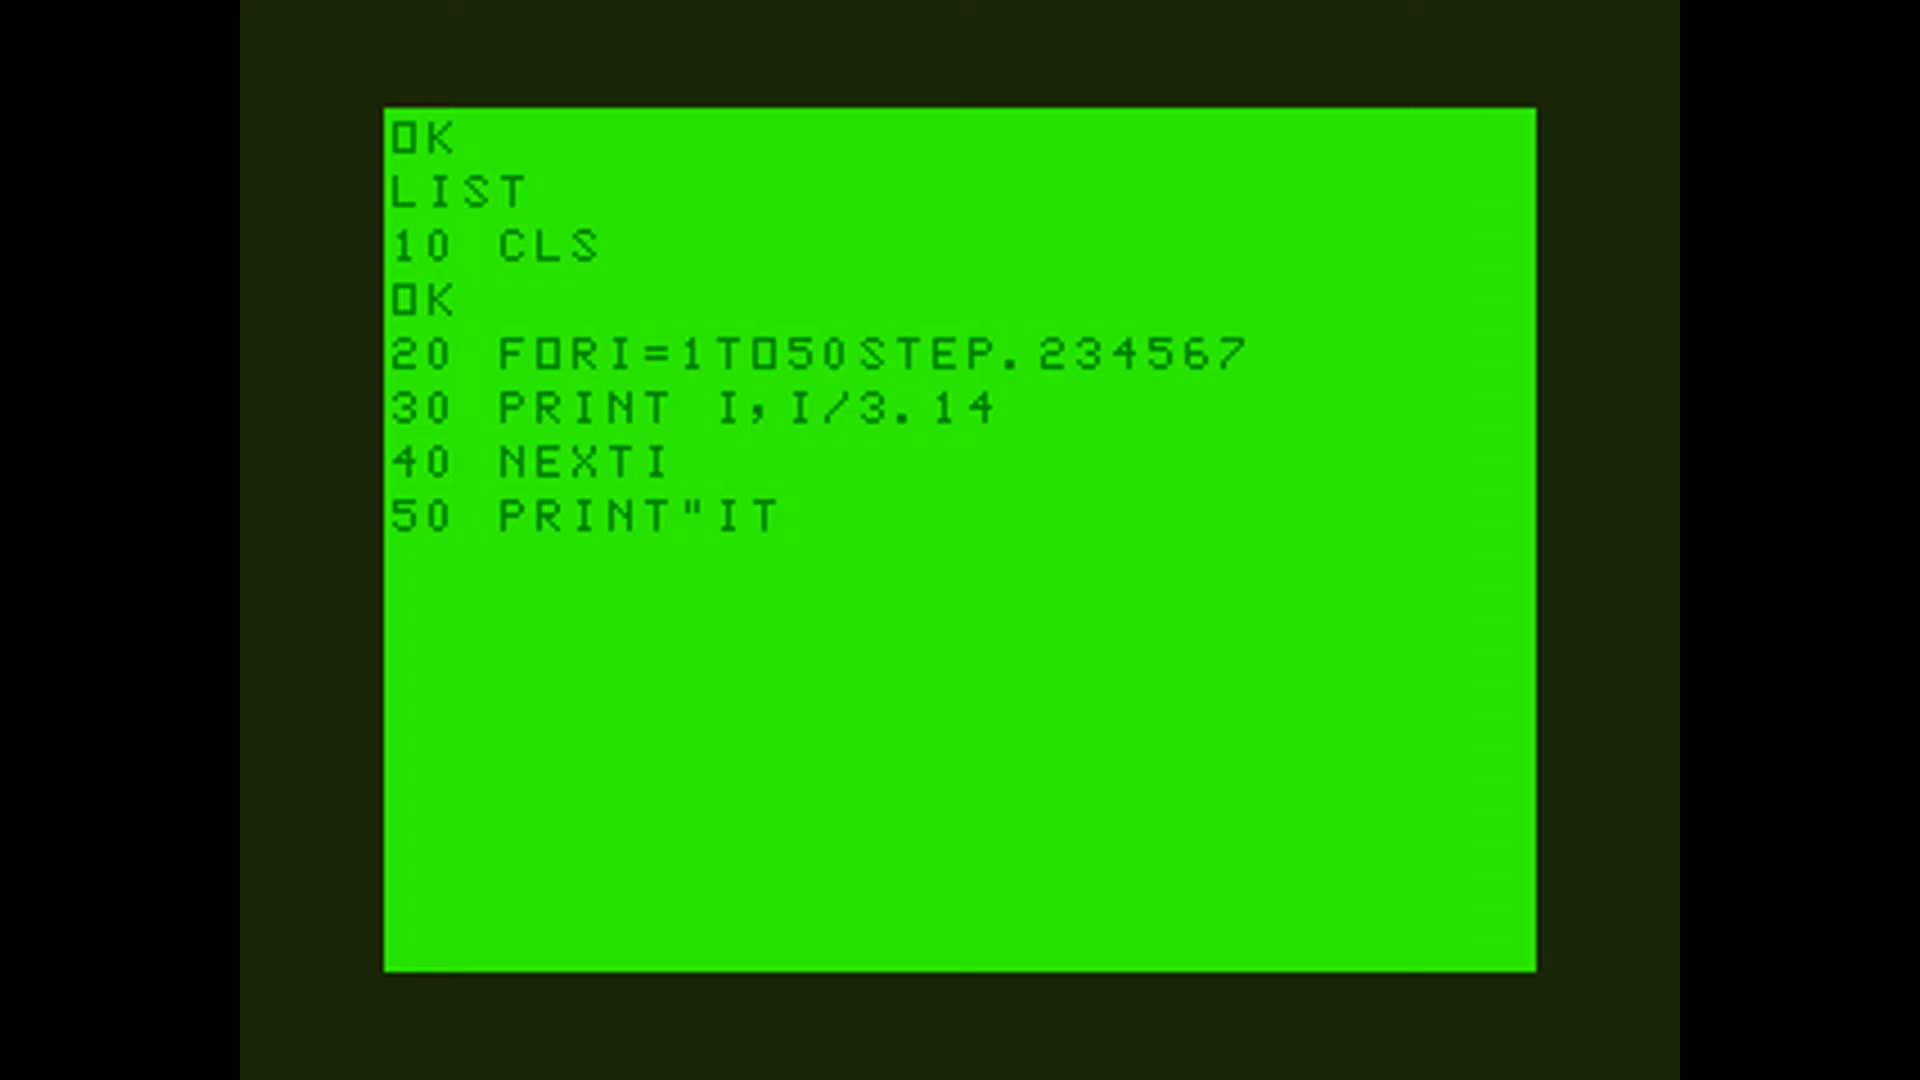 OK
LIST
10 CLS
OK
20 FORI=1TO50STEP.234567
30 PRINT I,I/3.14
40 NEXTI
50 PRINT"IT